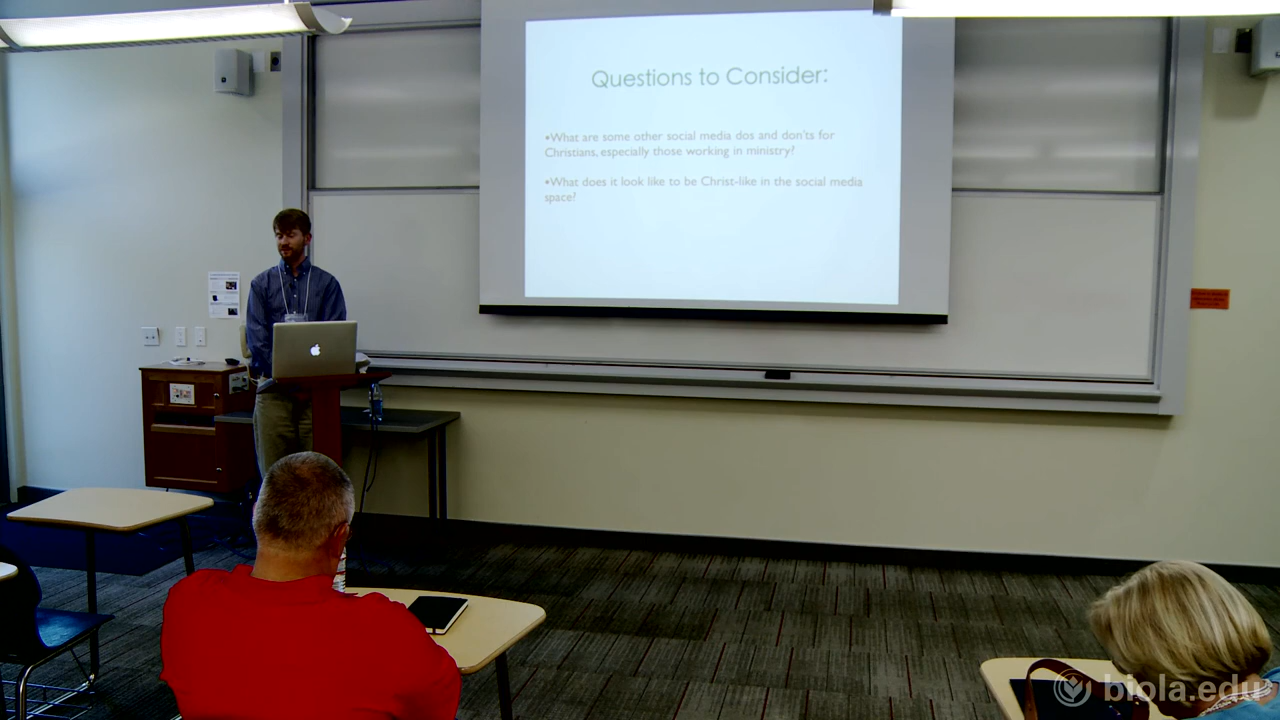 Questions to Consider:
•What are some other social media dos and don'ts for
Christians, especially those working in ministry?
•What does it look like to be Christ-like in the social media
space?
biola.edu